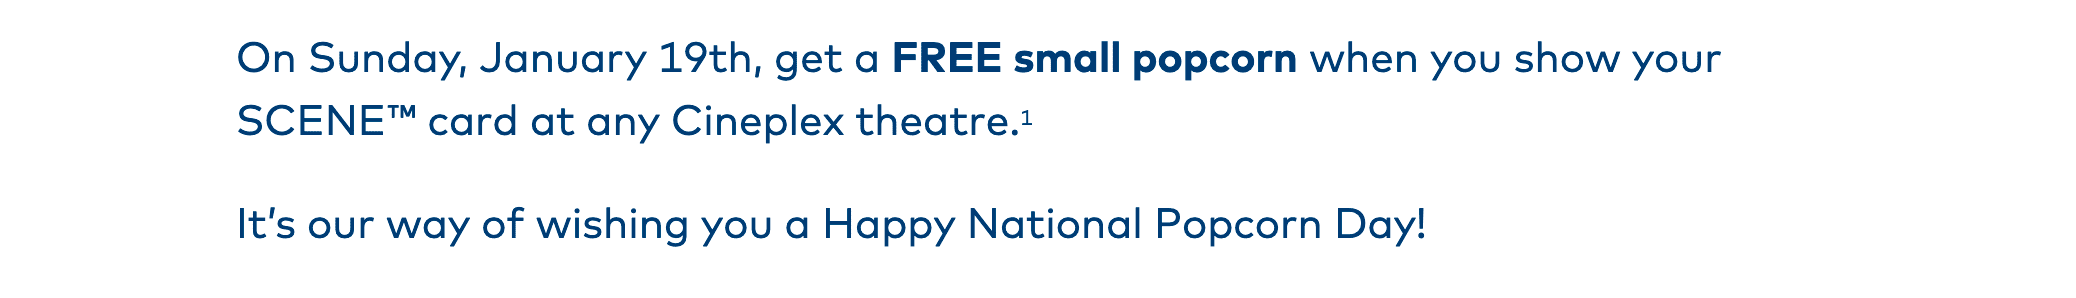 On Sunday, January 19th, get a FREE small popcorn when you show your
SCENE™ card at any Cineplex theatre.¹
It’s our way of wishing you a Happy National Popcorn Day!